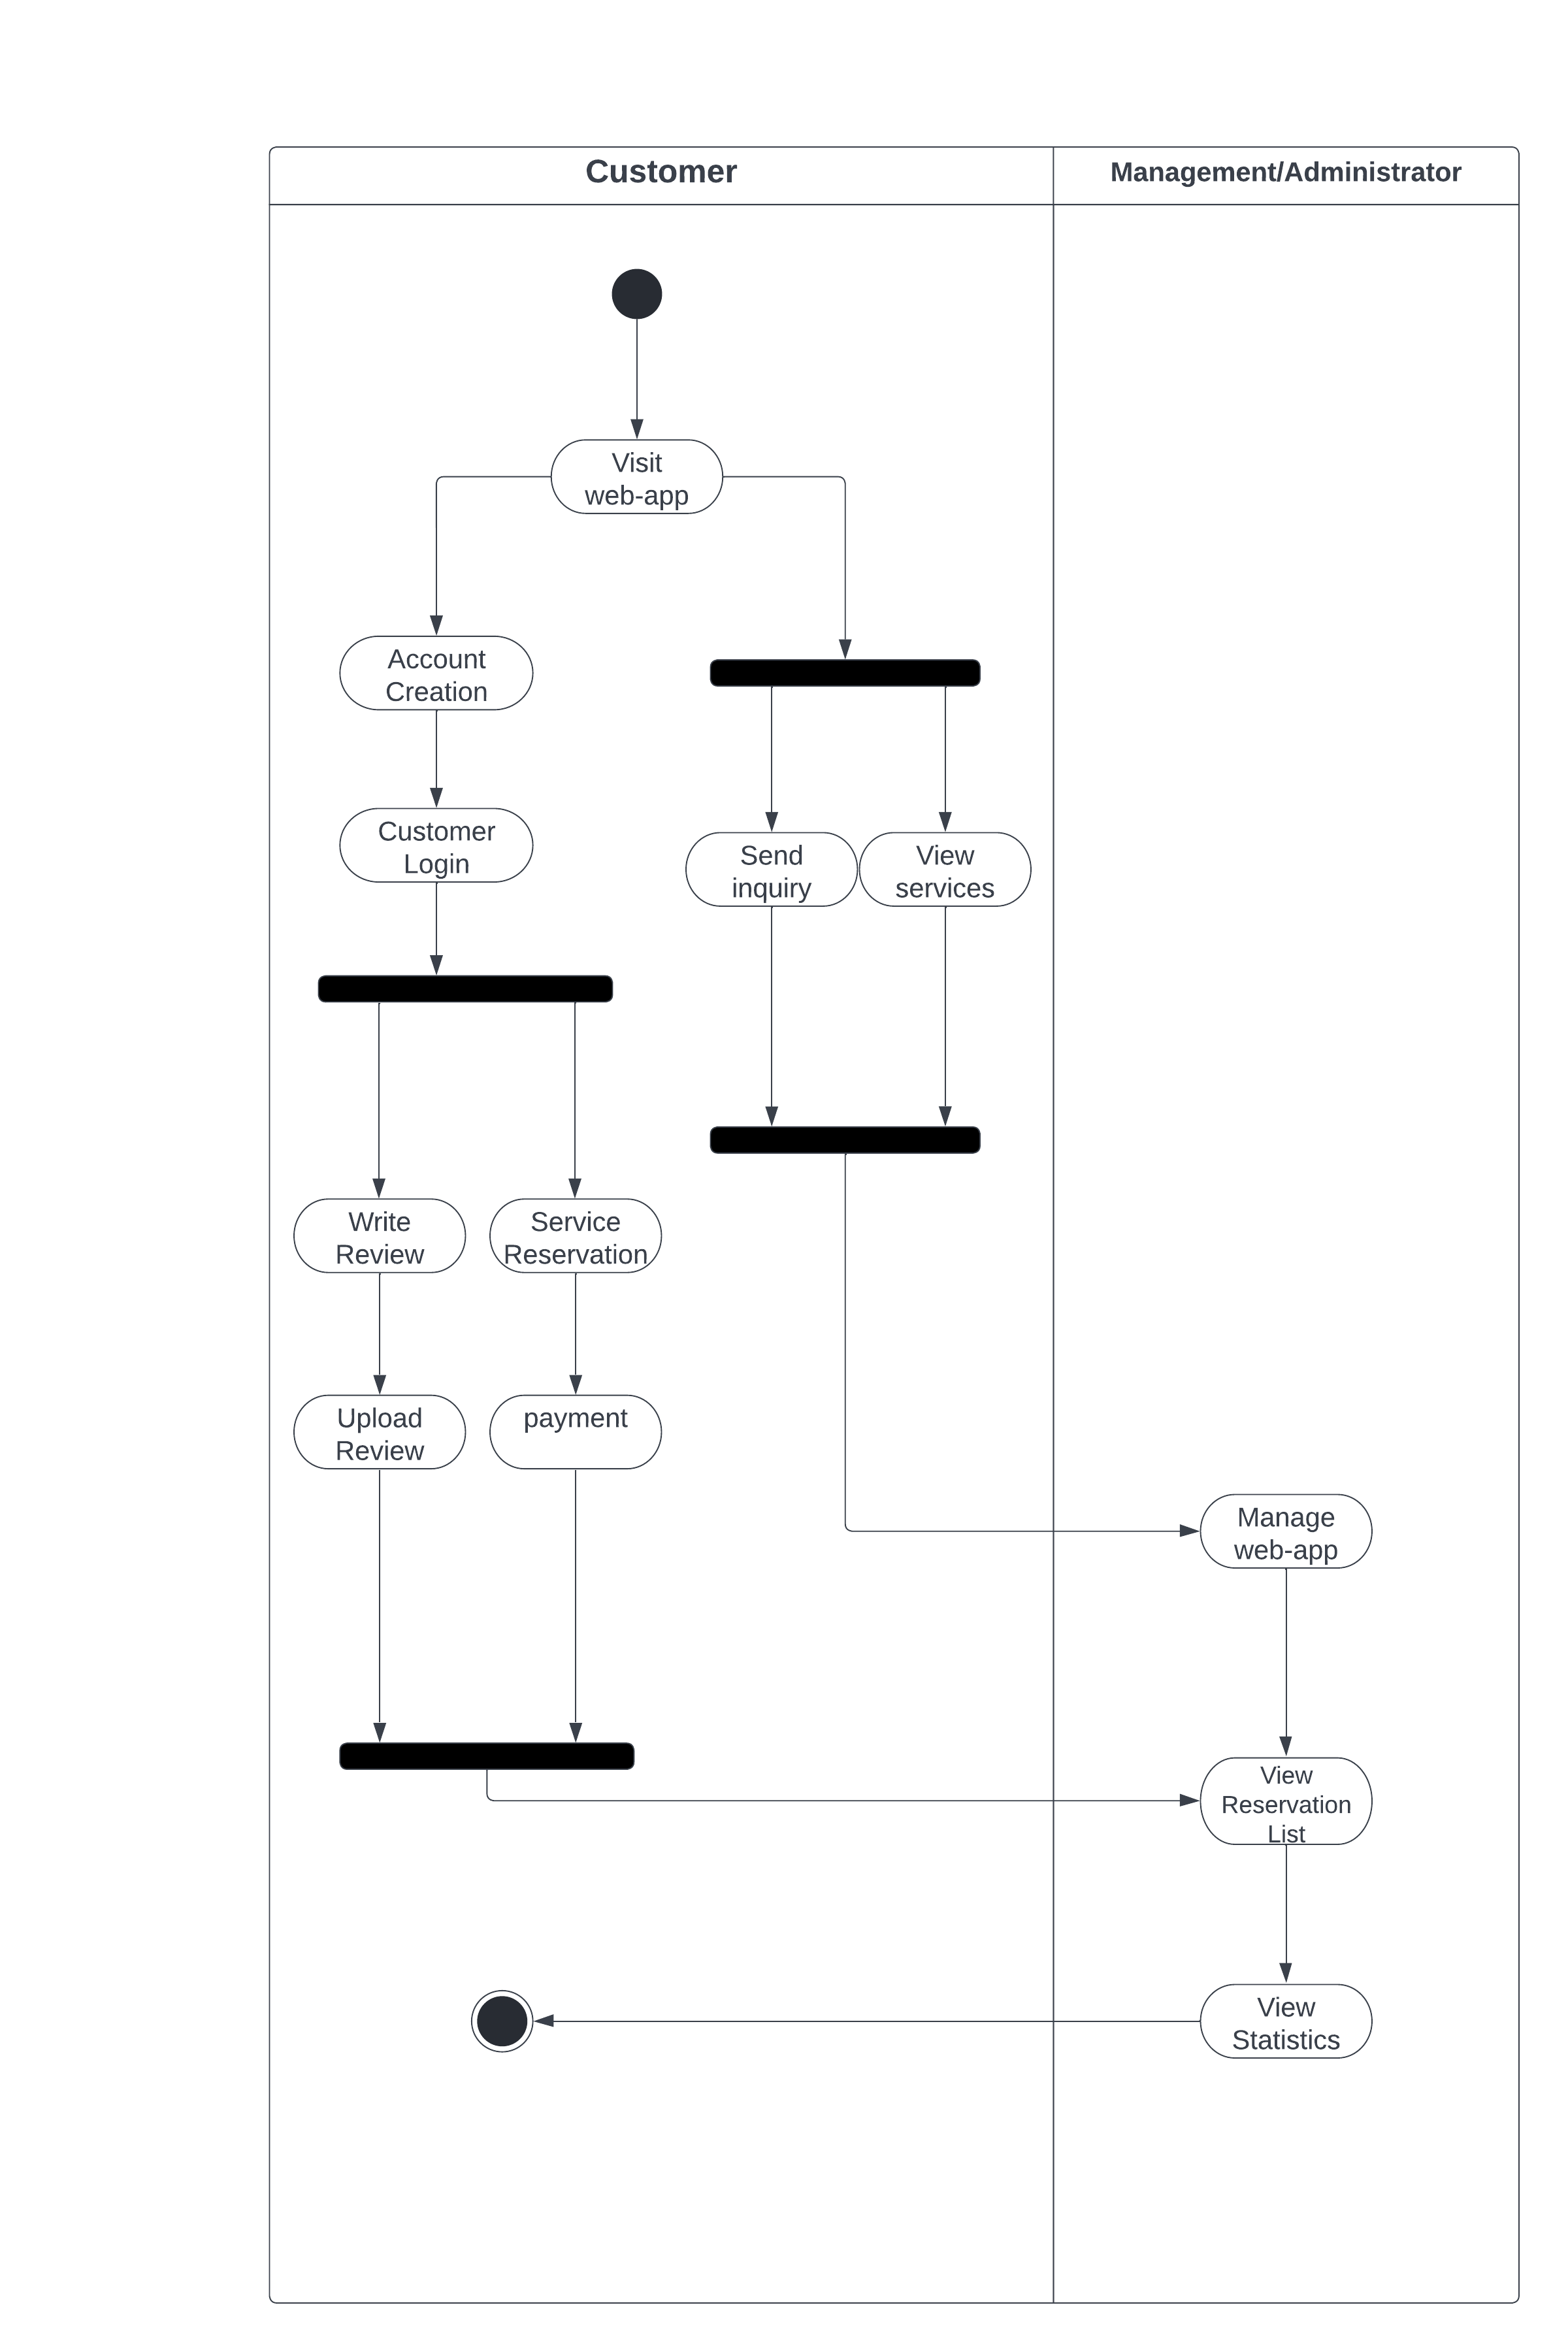 Customer
Management/Administrator
Visit
web-app
Account
Creation
Customer
Login
Send
inquiry
View
services
Write
Review
Service
Reservation
Upload
Review
payment
Manage
web-app
View
Reservation
List
View
Statistics